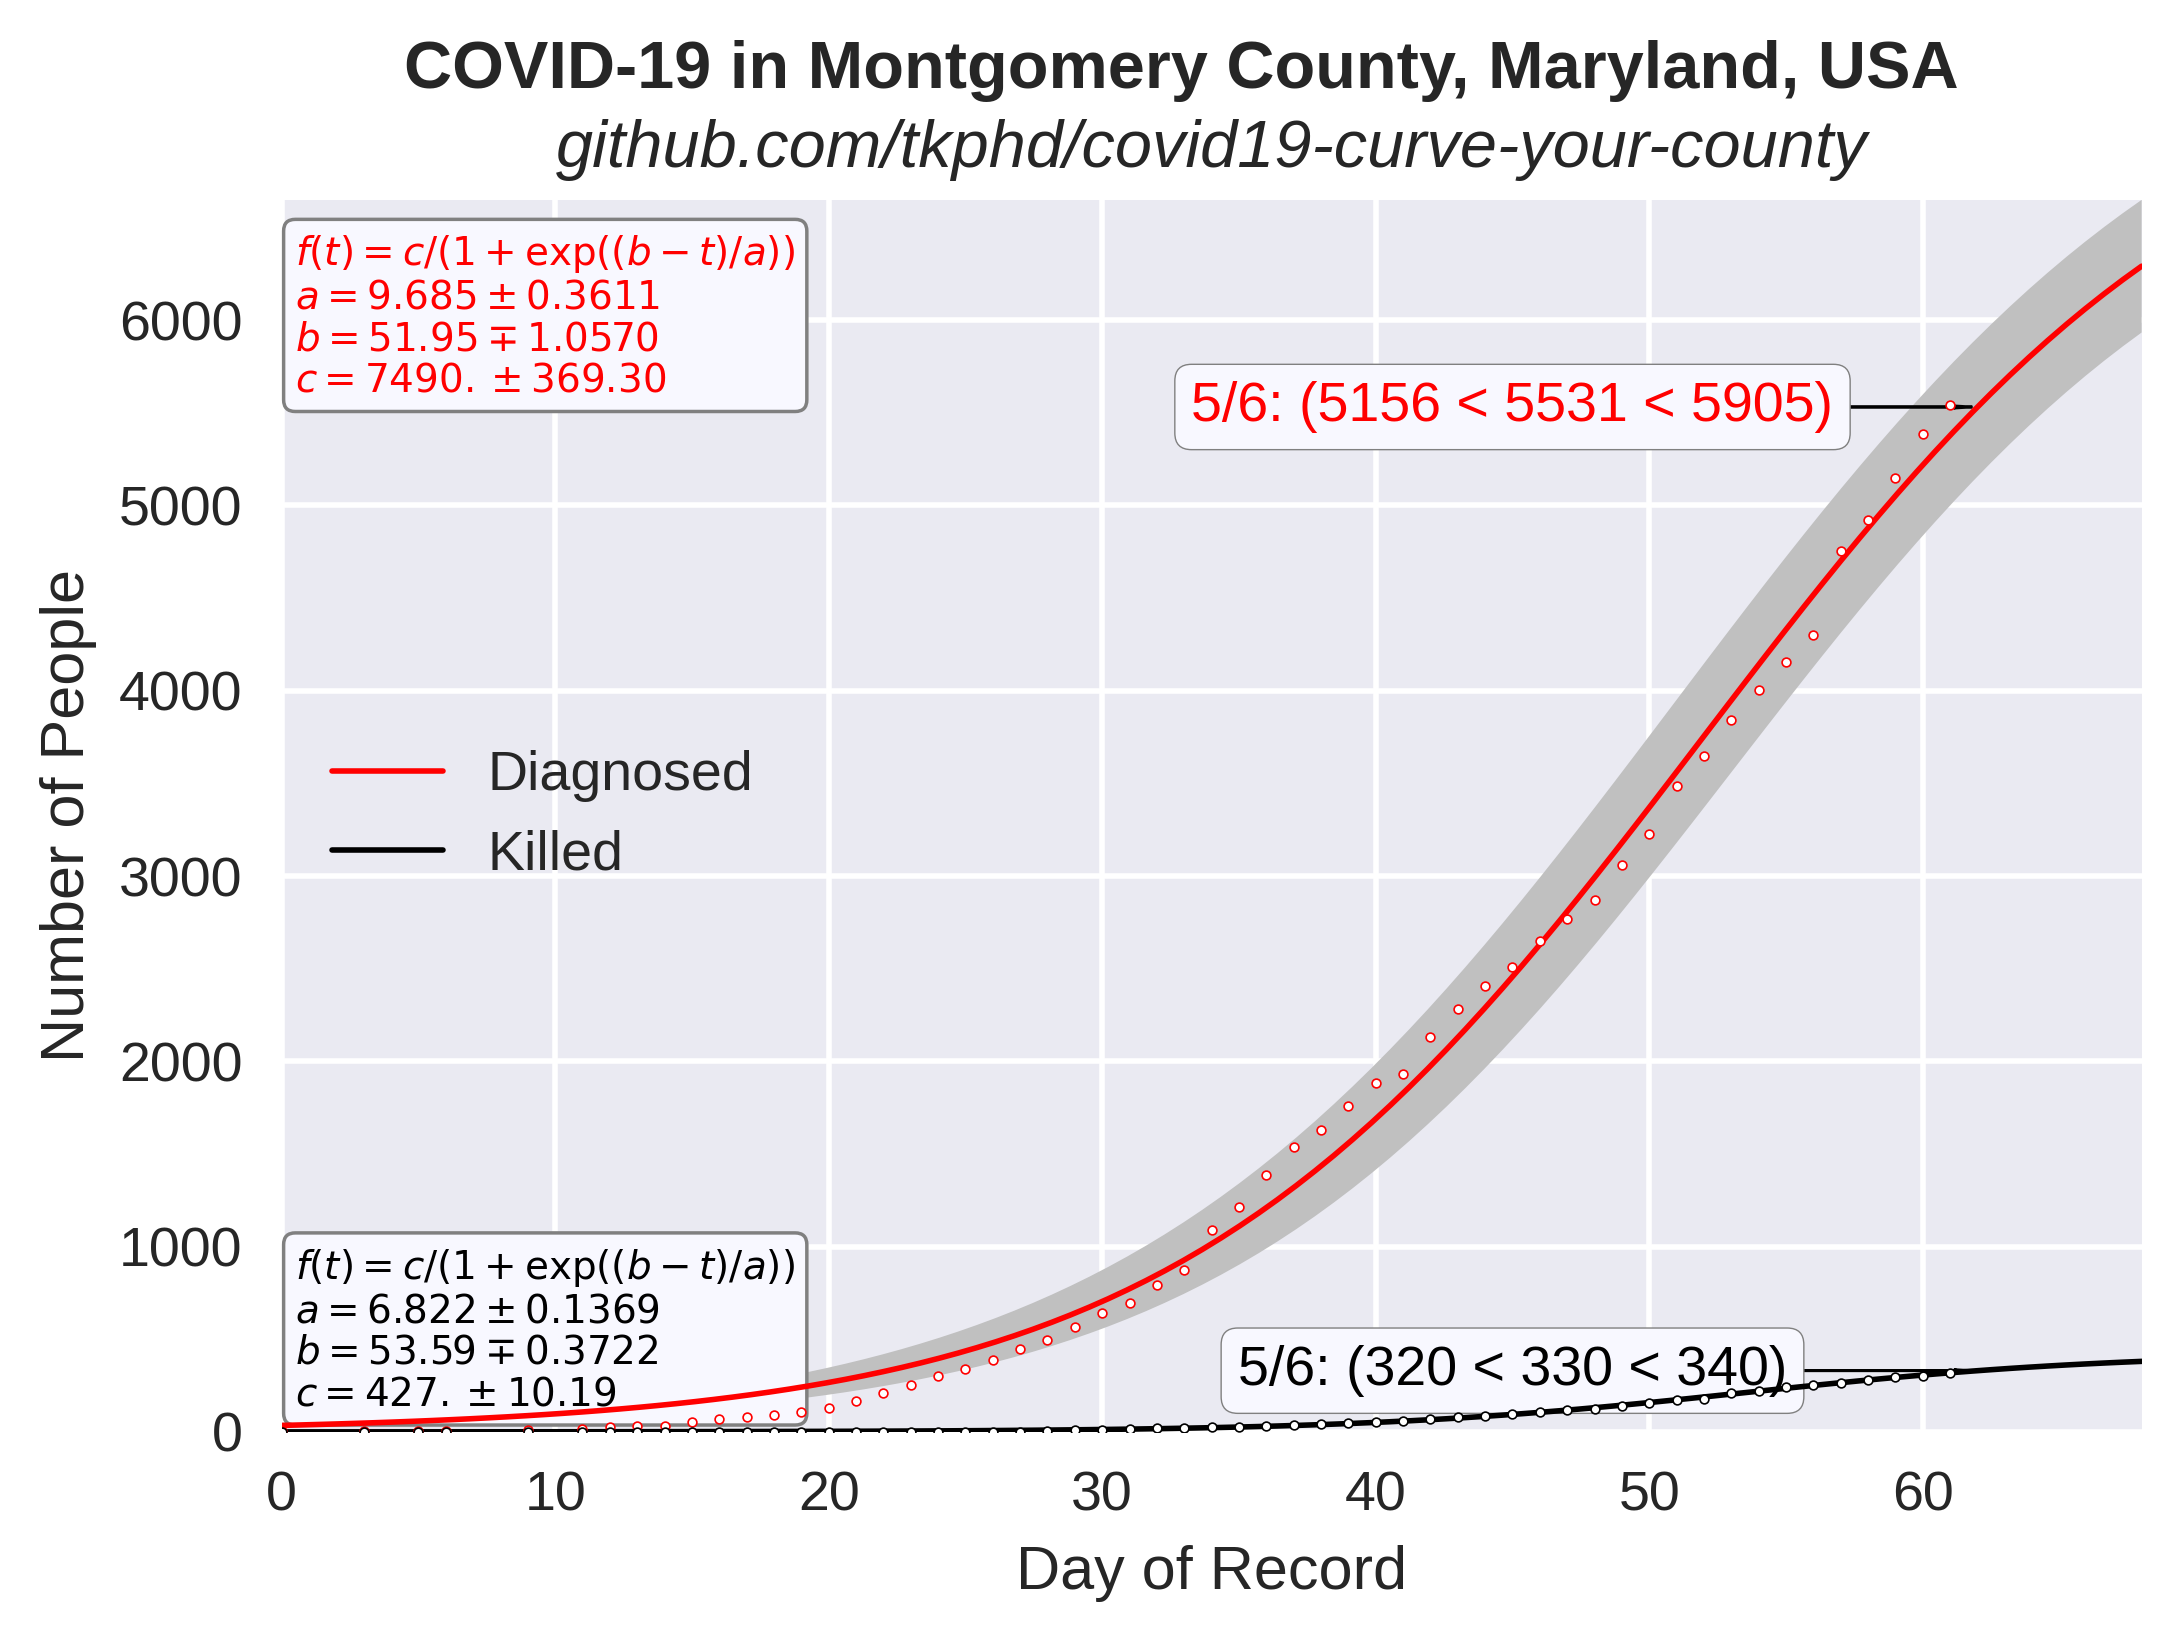 COVID-19 in Montgomery County, Maryland, USA
github.com/tkphd/covid19-curve-your-county
f(t) = c/(1 + exp((b − t)/a))
a = 9.685 ± 0.3611
b = 51.95 ∓ 1.0570
c = 7490. ± 369.30
5/6: (5156 < 5531 < 5905)
Diagnosed
Killed
f(t) = c/(1 + exp((b − t)/a))
a = 6.822 ± 0.1369
b = 53.59 ∓ 0.3722
c = 427. ± 10.19
5/6: (320 < 330 < 340)
Number of People
6000
5000
4000
3000
2000
1000
0
0 10 20 30 40 50 60
Day of Record